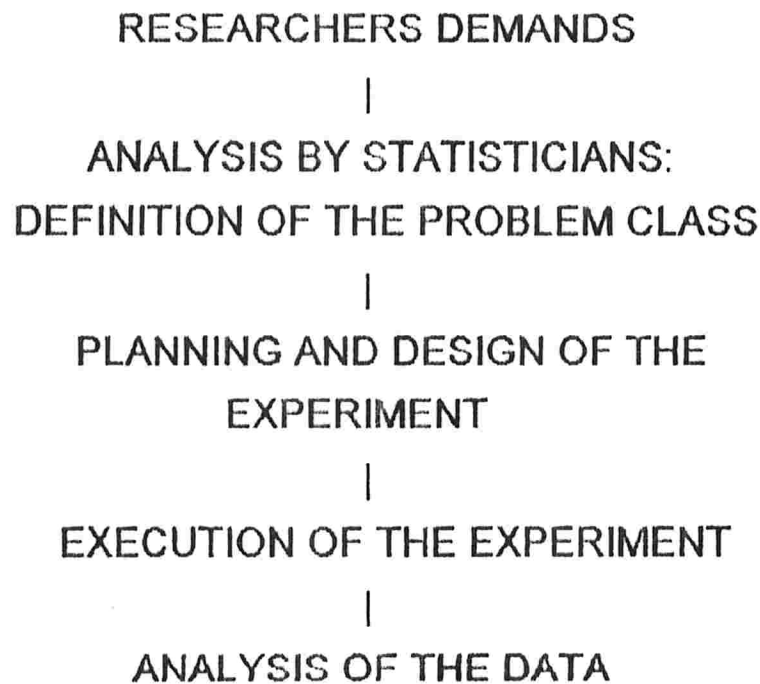 RESEARCHERS DEMANDS
ANALYSIS BY STATISTICIANS:
DEFINITION OF THE PROBLEM CLASS
PLANNING AND DESIGN OF THE
EXPERIMENT
EXECUTION OF THE EXPERIMENT
ANALYSIS OF THE DATA